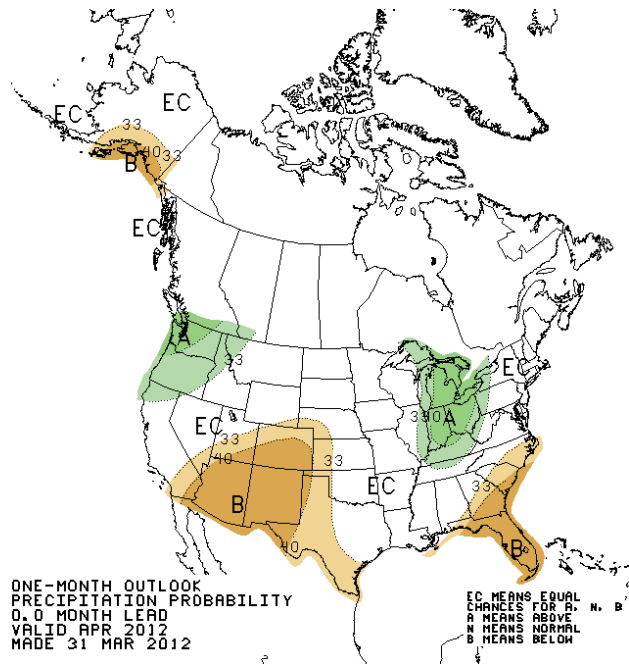 EC
EC
33
40
33
B
EC
A
33
EC
33
40
A
EC
33
40
33
B
EC
33
40
B
ONE-MONTH OUTLOOK
PRECIPITATION PROBABILITY
0.0 MONTH LEAD
VALID APR 2012
MADE 31 MAR 2012
EC MEANS EQUAL
CHANCES FOR A, N, B
A MEANS ABOVE
N MEANS NORMAL
B MEANS BELOW